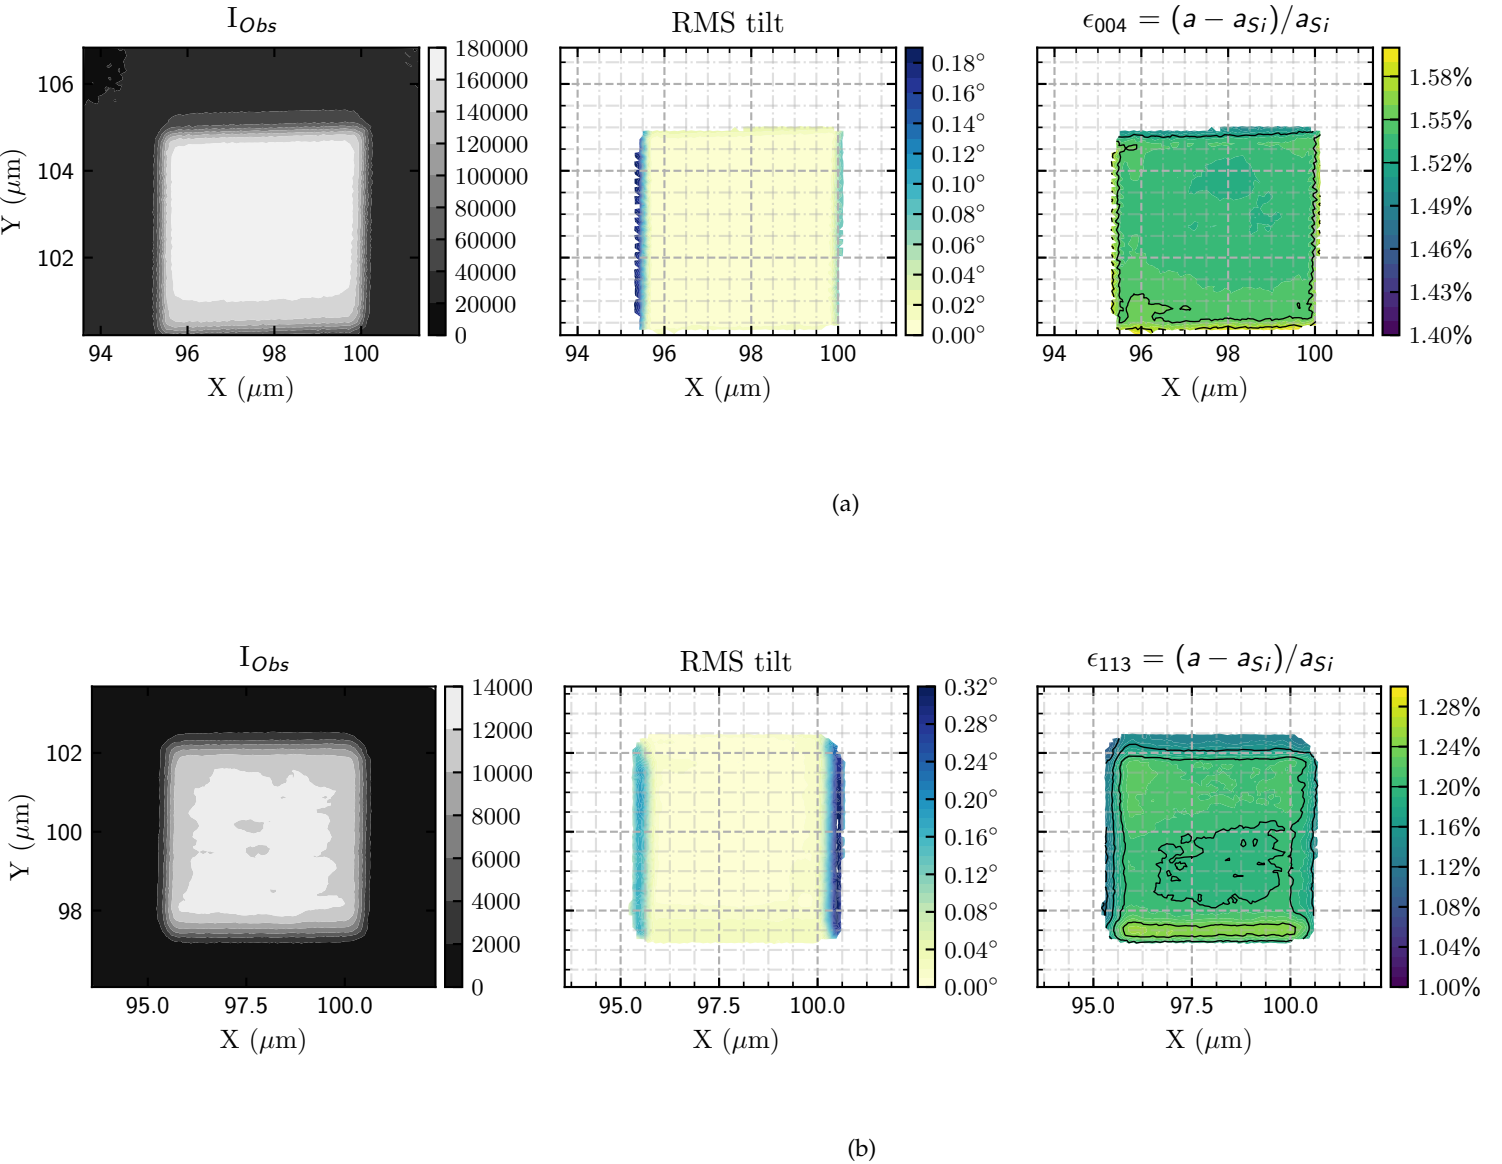 I_Obs
RMS tilt
ϵ_004 = (a − a_Si)/a_Si
106
104
102
Y (μm)
94 96 98 100
X (μm)
180000
160000
140000
120000
100000
80000
60000
40000
20000
0
94 96 98 100
X (μm)
0.18°
0.16°
0.14°
0.12°
0.10°
0.08°
0.06°
0.04°
0.02°
0.00°
94 96 98 100
X (μm)
1.58%
1.55%
1.52%
1.49%
1.46%
1.43%
1.40%
(a)
I_Obs
RMS tilt
ϵ_113 = (a − a_Si)/a_Si
102
100
98
Y (μm)
95.0 97.5 100.0
X (μm)
14000
12000
10000
8000
6000
4000
2000
0
95.0 97.5 100.0
X (μm)
0.32°
0.28°
0.24°
0.20°
0.16°
0.12°
0.08°
0.04°
0.00°
95.0 97.5 100.0
X (μm)
1.28%
1.24%
1.20%
1.16%
1.12%
1.08%
1.04%
1.00%
(b)